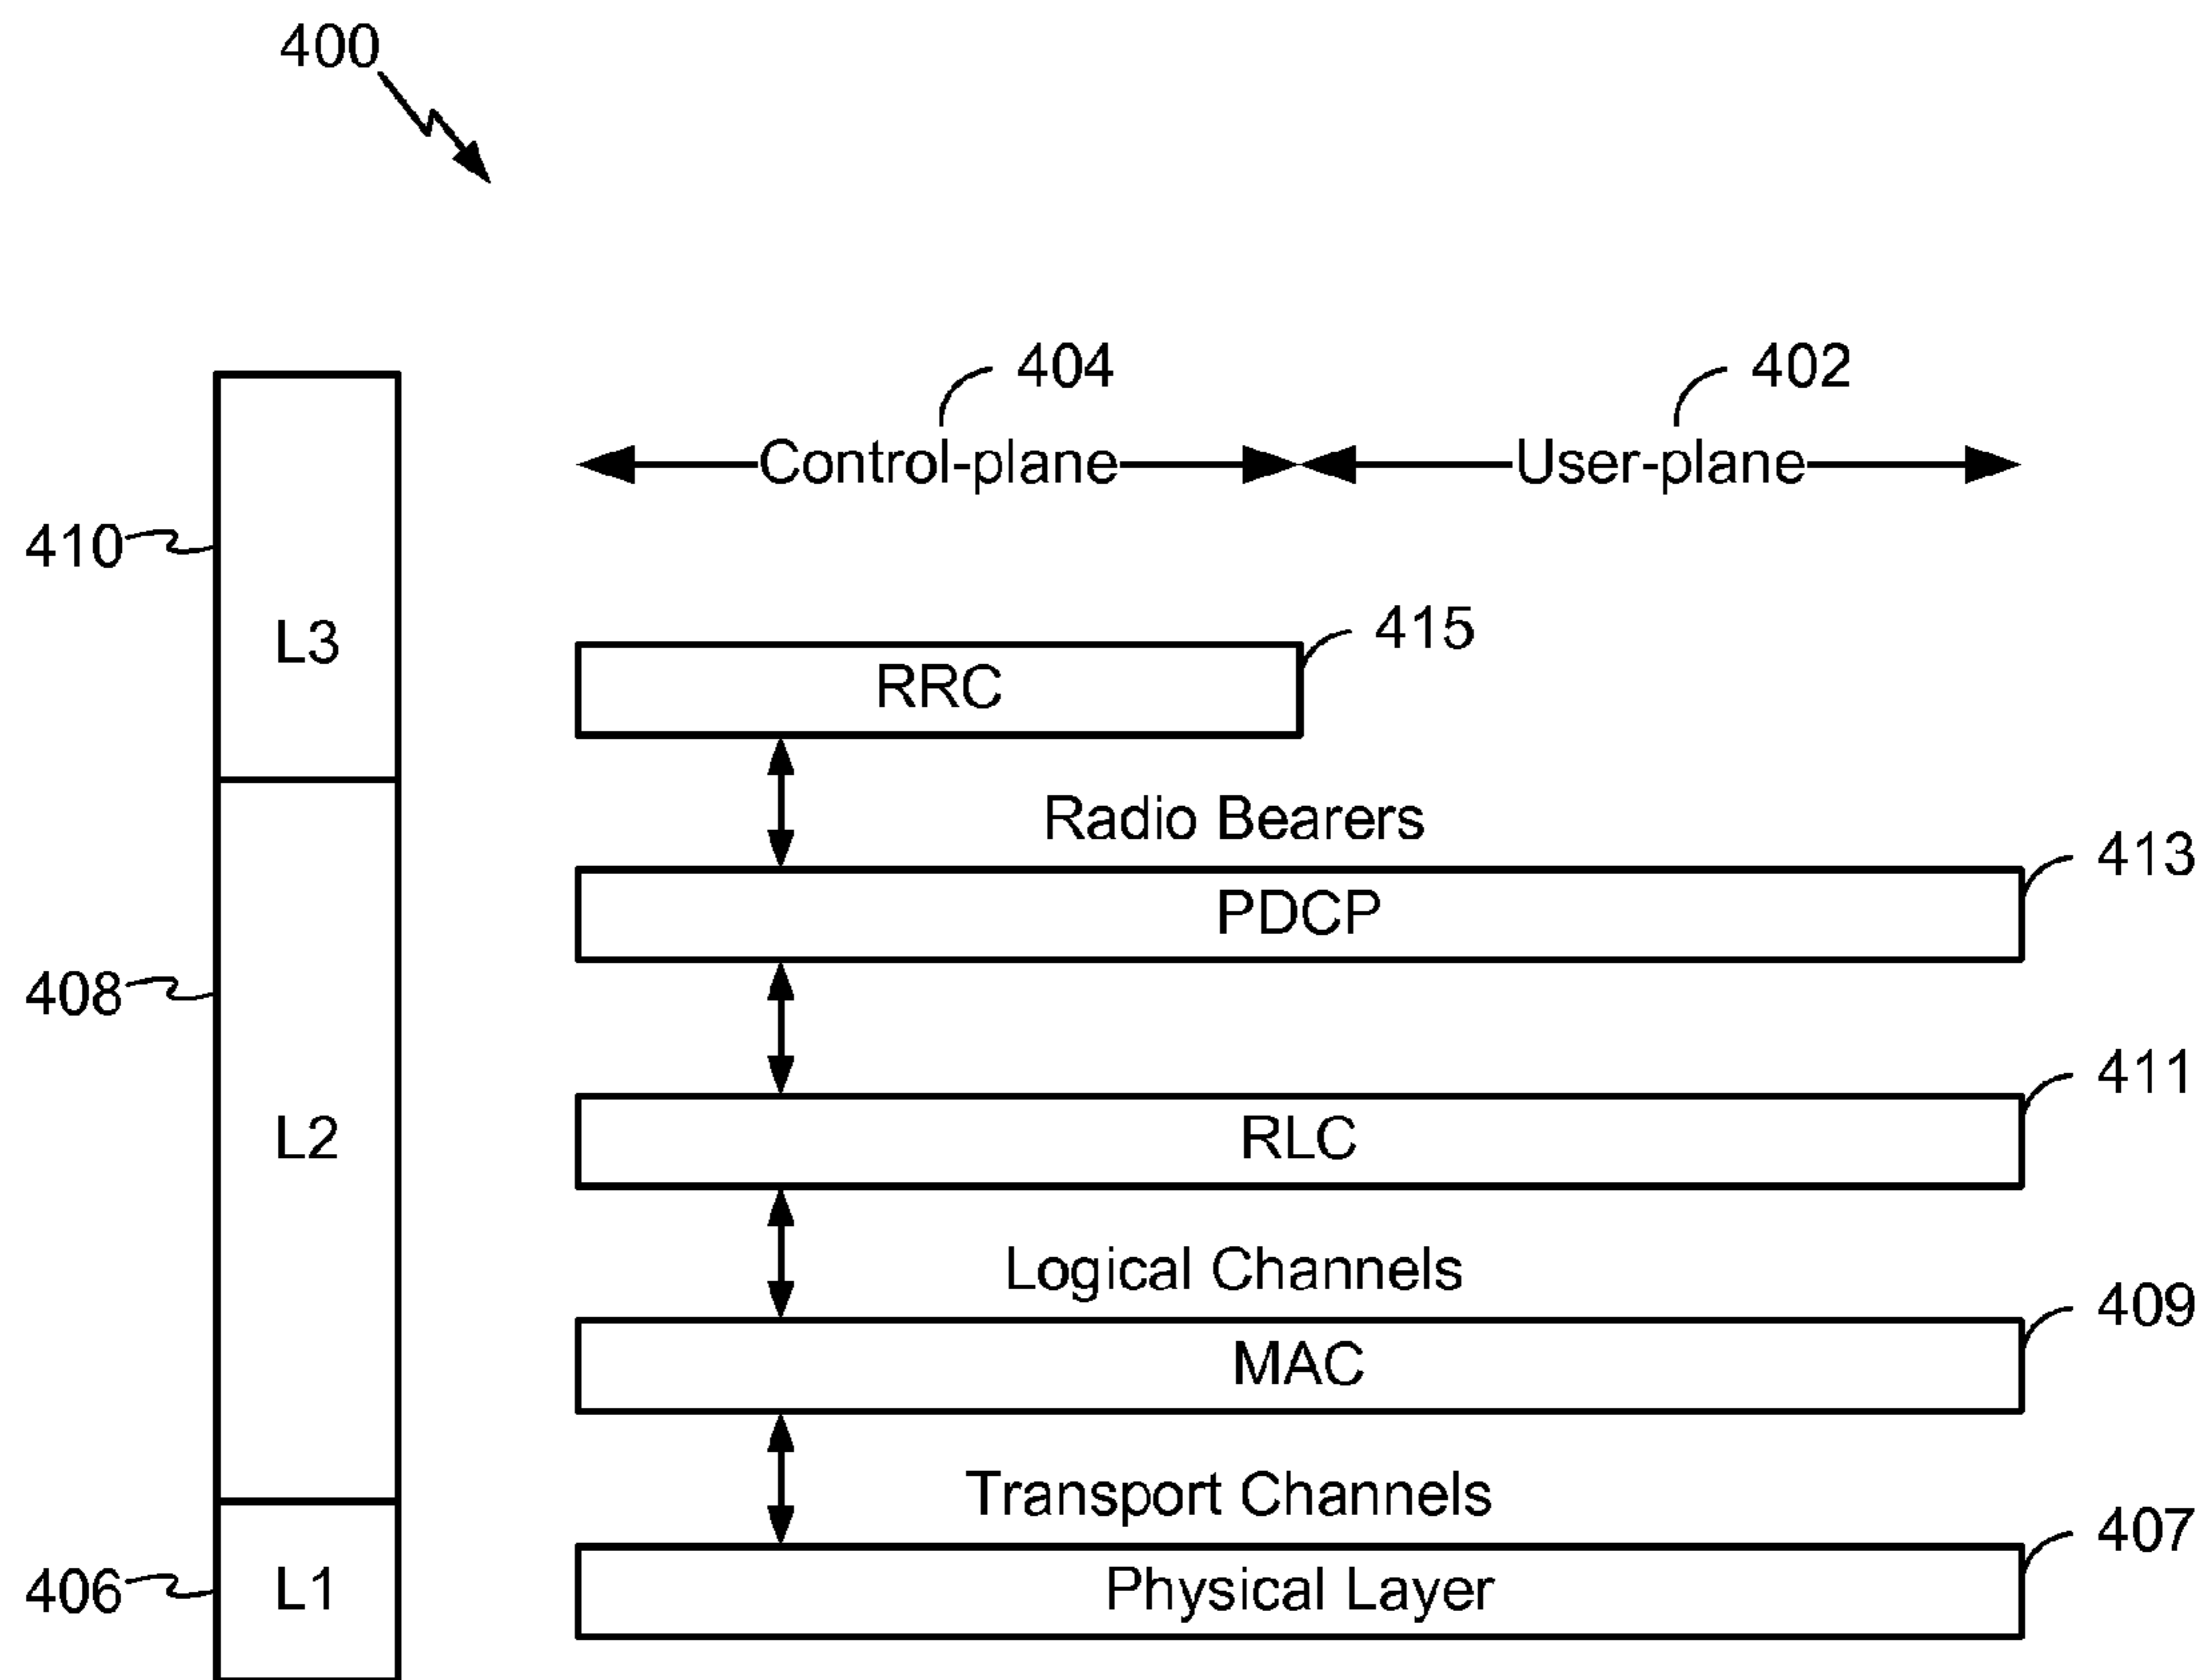 400
404
402
Control-plane
User-plane
410
L3
415
RRC
Radio Bearers
413
PDCP
408
L2
411
RLC
Logical Channels
409
MAC
Transport Channels
407
406
L1
Physical Layer